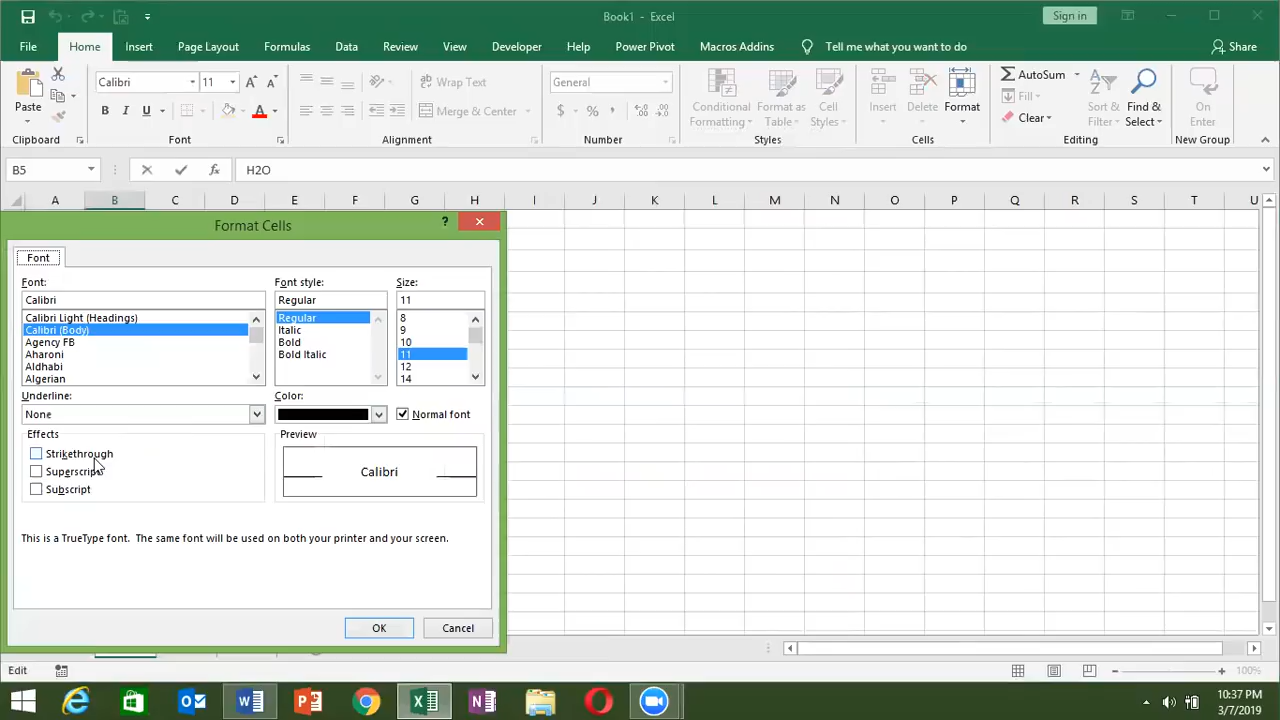 Book1 - Excel
Sign in
File Home Insert Page Layout Formulas Data Review View Developer Help Power Pivot Macros Addins Tell me what you want to do Share
Paste
Calibri 11
B I U A
Wrap Text
Merge & Center
General
$ % ,
Conditional Formatting
Format as Table
Cell Styles
Insert
Delete
Format
AutoSum
Fill
Clear
Sort & Filter
Find & Select
On Enter
Clipboard Font Alignment Number Styles Cells Editing New Group
B5 fx H2O
A B C D E F G H I J K L M N O P Q R S T U
Format Cells ?
Font
Font: Font style: Size:
Calibri Regular 11
Calibri Light (Headings) Regular 8
Calibri (Body) Italic 9
Agency FB Bold 10
Aharoni Bold Italic 11
Aldhabi 12
Algerian 14
Underline: Color:
None Normal font
Effects Preview
Strikethrough
Superscript Calibri
Subscript
This is a TrueType font. The same font will be used on both your printer and your screen.
OK Cancel
Edit 100%
10:37 PM
3/7/2019